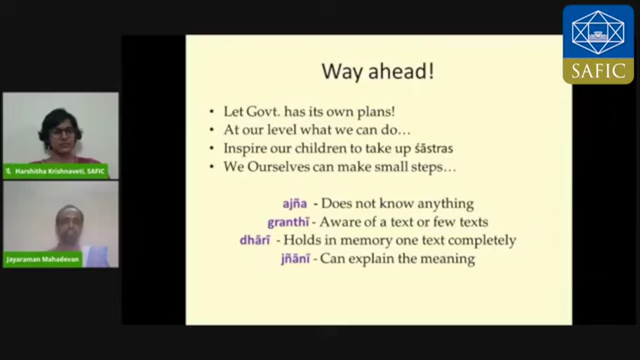 SAFIC
Way ahead!
• Let Govt. has its own plans!
• At our level what we can do…
• Inspire our children to take up śāstras
• We Ourselves can make small steps…
ajña - Does not know anything
granthī - Aware of a text or few texts
dhārī - Holds in memory one text completely
jñānī - Can explain the meaning
Harshitha Krishnaveti, SAFIC
Jayaraman Mahadevan